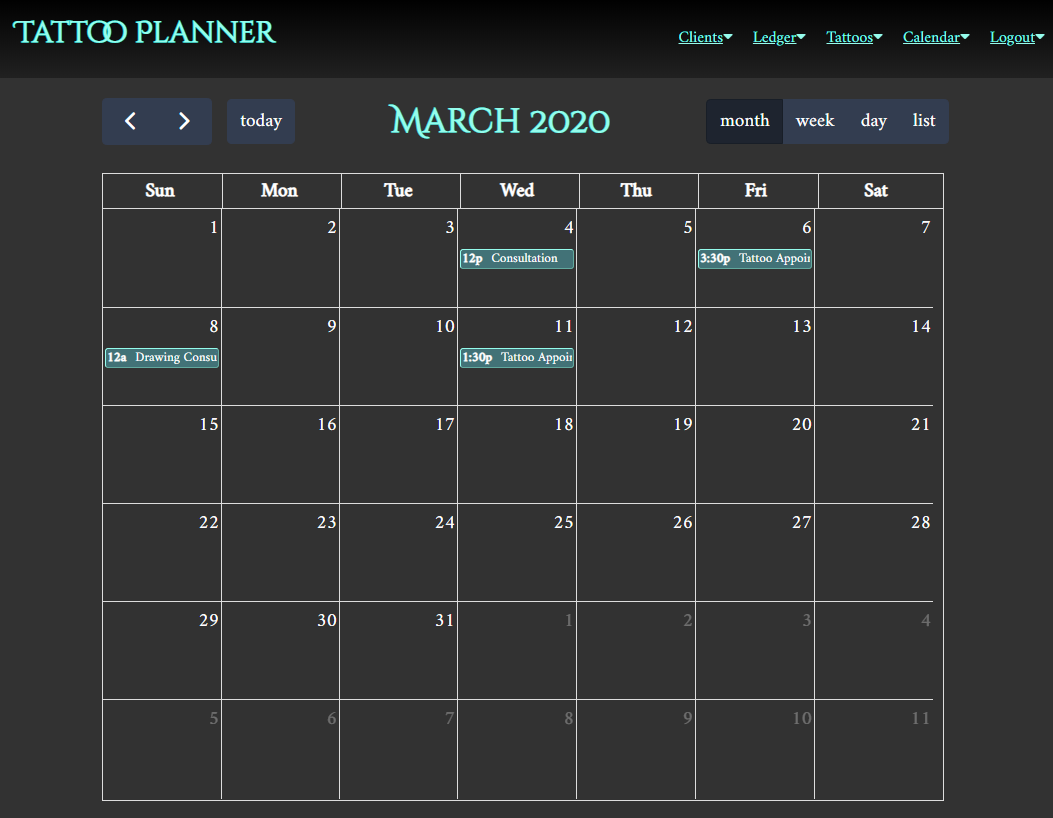 Tattoo Planner
Clients Ledger Tattoos Calendar Logout
today March 2020 month week day list
Sun Mon Tue Wed Thu Fri Sat
1 2 3 4 5 6 7
12p Consultation 3:30p Tattoo Appoi
8 9 10 11 12 13 14
12a Drawing Consu 1:30p Tattoo Appoi
15 16 17 18 19 20 21
22 23 24 25 26 27 28
29 30 31 1 2 3 4
5 6 7 8 9 10 11